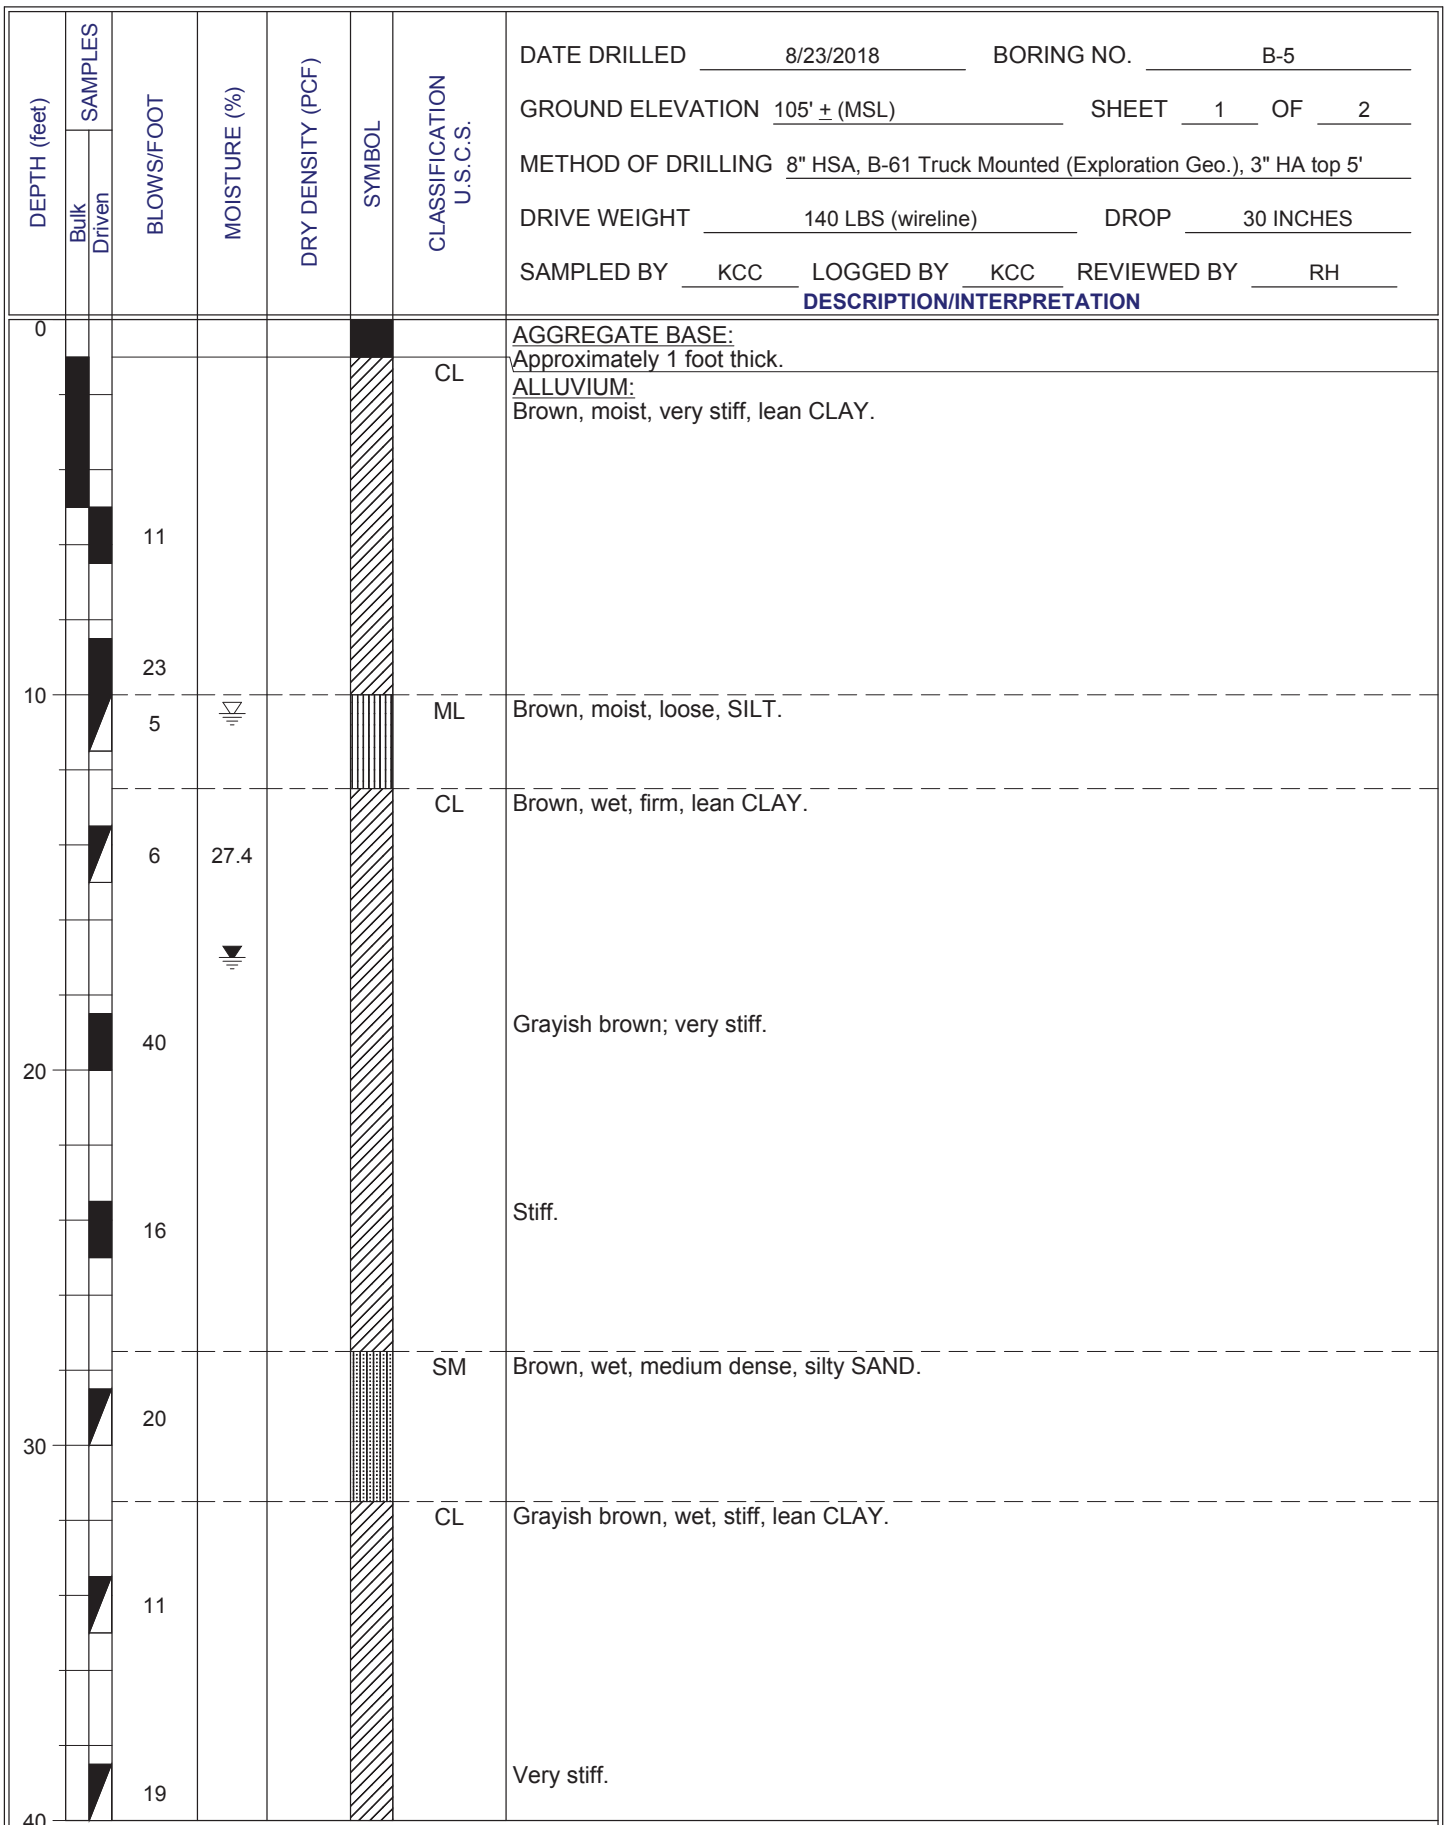 DEPTH (feet)
SAMPLES
Bulk
Driven
BLOWS/FOOT
MOISTURE (%)
DRY DENSITY (PCF)
SYMBOL
CLASSIFICATION
U.S.C.S.
DATE DRILLED 8/23/2018 BORING NO. B-5
GROUND ELEVATION 105' ± (MSL) SHEET 1 OF 2
METHOD OF DRILLING 8" HSA, B-61 Truck Mounted (Exploration Geo.), 3" HA top 5'
DRIVE WEIGHT 140 LBS (wireline) DROP 30 INCHES
SAMPLED BY KCC LOGGED BY KCC REVIEWED BY RH
DESCRIPTION/INTERPRETATION
0 AGGREGATE BASE:
Approximately 1 foot thick.
CL ALLUVIUM:
Brown, moist, very stiff, lean CLAY.
11
23
10
5 ML Brown, moist, loose, SILT.
CL Brown, wet, firm, lean CLAY.
6 27.4
Grayish brown; very stiff.
40
20
Stiff.
16
SM Brown, wet, medium dense, silty SAND.
20
30
CL Grayish brown, wet, stiff, lean CLAY.
11
Very stiff.
19
40